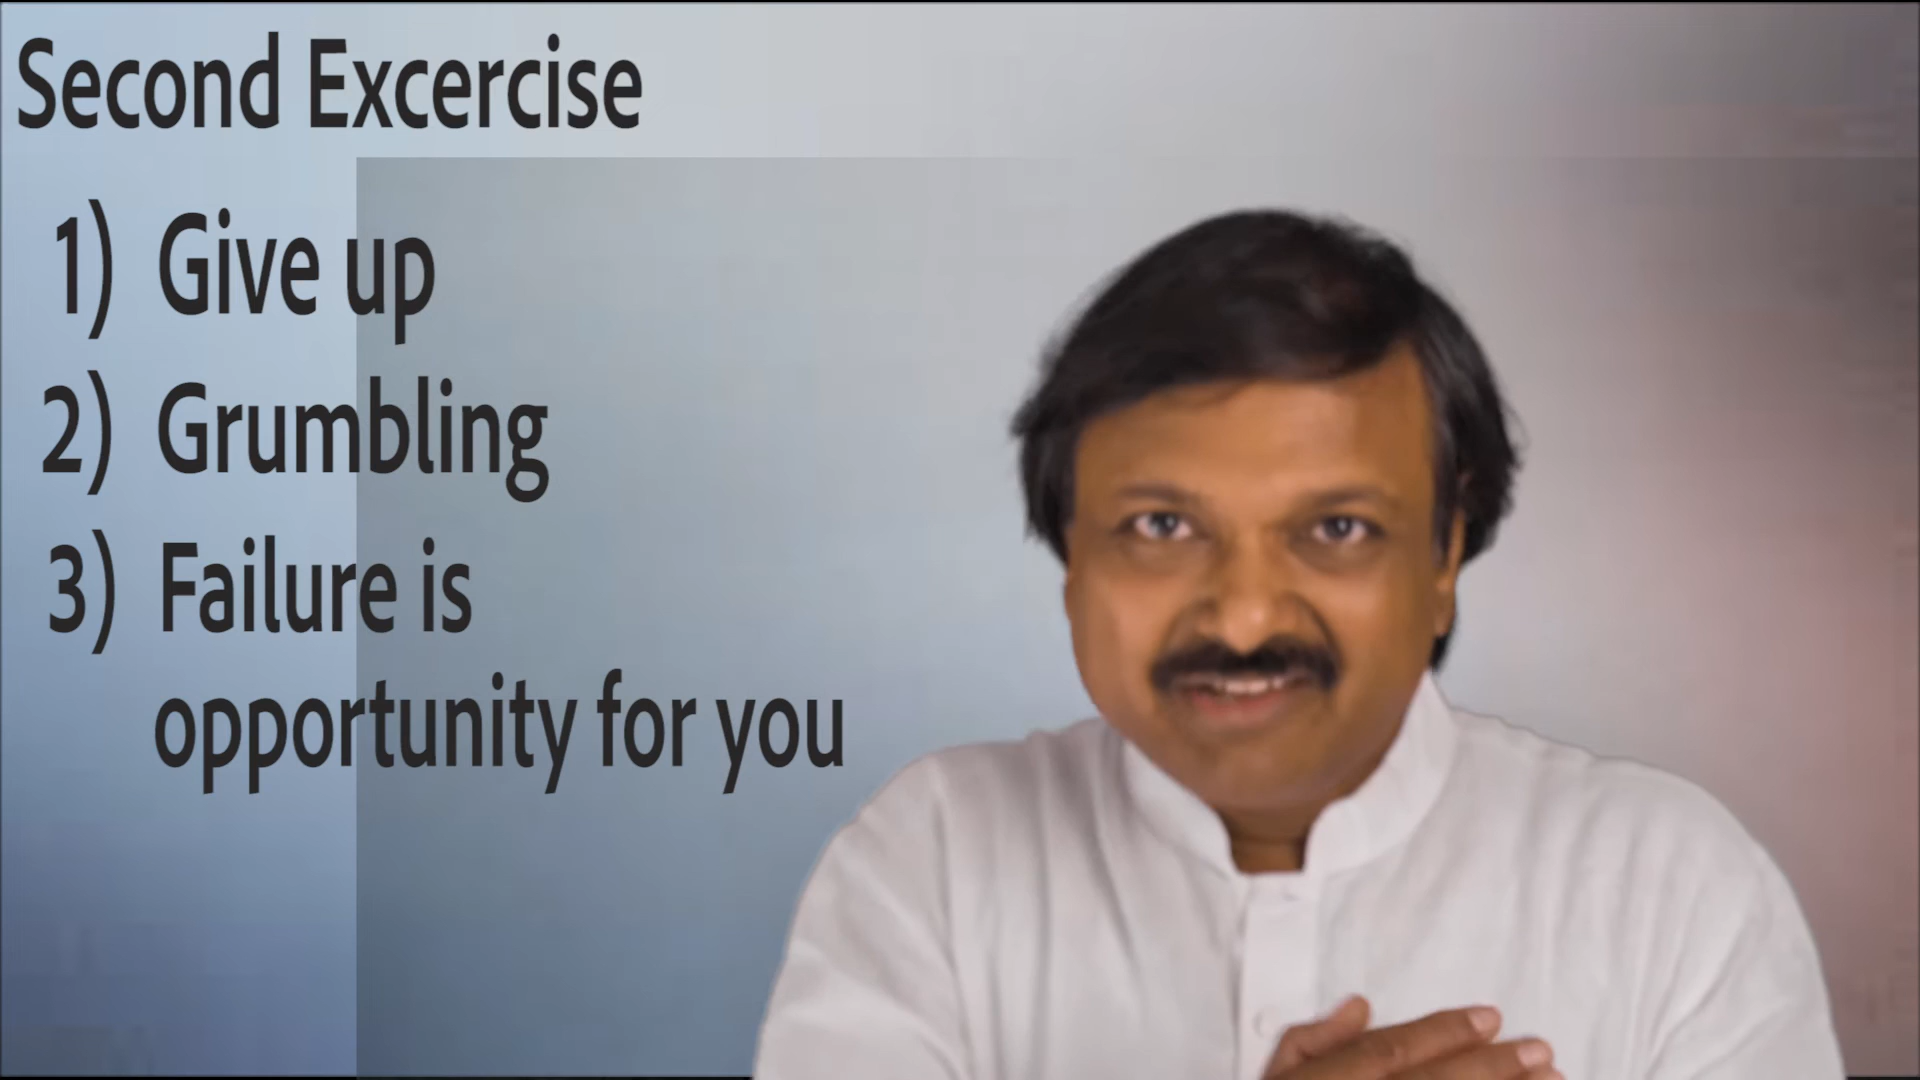 Second Excercise
1) Give up
2) Grumbling
3) Failure is
opportunity for you